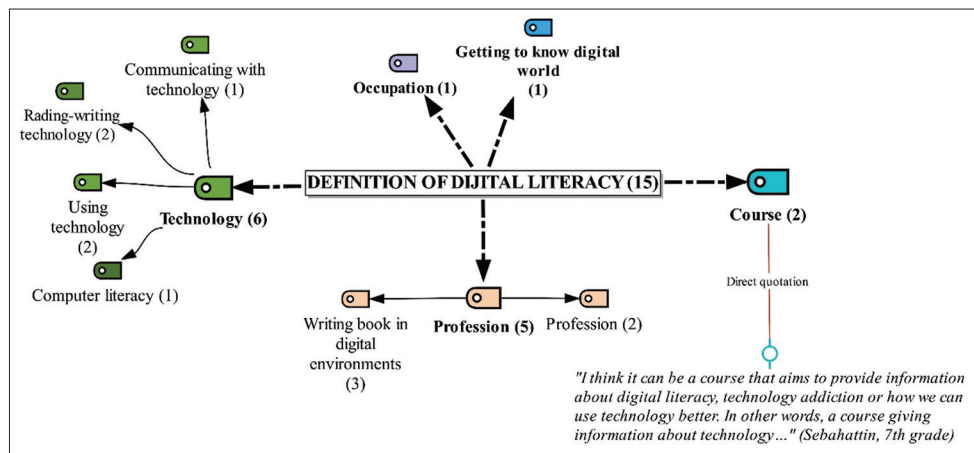 Communicating with
technology (1)
Getting to know digital
world
(1)
Occupation (1)
Rading-writing
technology (2)
DEFINITION OF DIJITAL LITERACY (15)
Using
technology
(2)
Technology (6)
Course (2)
Computer literacy (1)
Direct quotation
Writing book in
digital
environments
(3)
Profession (5)
Profession (2)
"I think it can be a course that aims to provide information
about digital literacy, technology addiction or how we can
use technology better. In other words, a course giving
information about technology..." (Sebahattin, 7th grade)